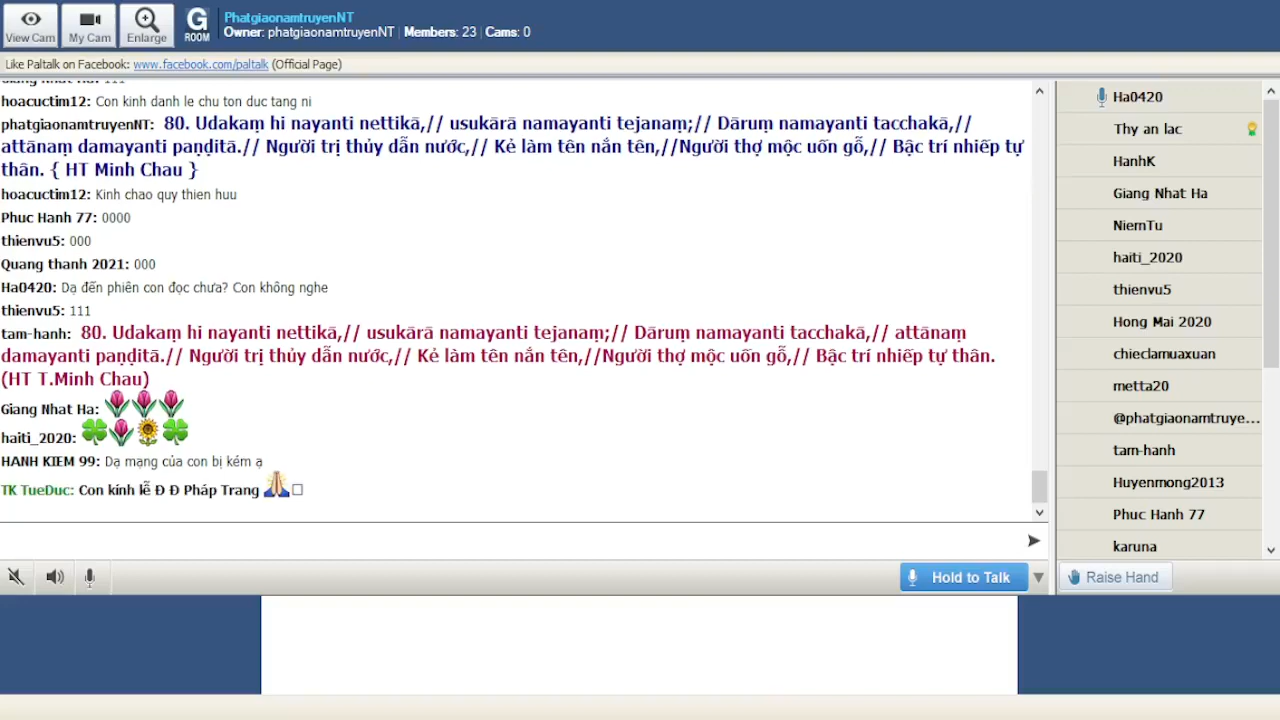 View Cam
My Cam
Enlarge
G
ROOM
PhatgiaonamtruyenNT
Owner: phatgiaonamtruyenNT | Members: 23 | Cams: 0
Like Paltalk on Facebook: www.facebook.com/paltalk (Official Page)
Giang Nhat Ha: 111
hoacuctim12: Con kinh danh le chu ton duc tang ni
phatgiaonamtruyenNT: 80. Udakaṃ hi nayanti nettikā,// usukārā namayanti tejanaṃ;// Dāruṃ namayanti tacchakā,//
attānaṃ damayanti paṇḍitā.// Người trị thủy dẫn nước,// Kẻ làm tên nắn tên,//Người thợ mộc uốn gỗ,// Bậc trí nhiếp tự
thân. { HT Minh Chau }
hoacuctim12: Kinh chao quy thien huu
Phuc Hanh 77: 0000
thienvu5: 000
Quang thanh 2021: 000
Ha0420: Dạ đến phiên con đọc chưa? Con không nghe
thienvu5: 111
tam-hanh: 80. Udakaṃ hi nayanti nettikā,// usukārā namayanti tejanaṃ;// Dāruṃ namayanti tacchakā,// attānaṃ
damayanti paṇḍitā.// Người trị thủy dẫn nước,// Kẻ làm tên nắn tên,//Người thợ mộc uốn gỗ,// Bậc trí nhiếp tự thân.
(HT T.Minh Chau)
Giang Nhat Ha:
haiti_2020:
HANH KIEM 99: Dạ mạng của con bị kém ạ
TK TueDuc: Con kính lễ Đ Đ Pháp Trang
Hold to Talk
Ha0420
Thy an lac
HanhK
Giang Nhat Ha
NiemTu
haiti_2020
thienvu5
Hong Mai 2020
chieclamuaxuan
metta20
@phatgiaonamtruye...
tam-hanh
Huyenmong2013
Phuc Hanh 77
karuna
Raise Hand